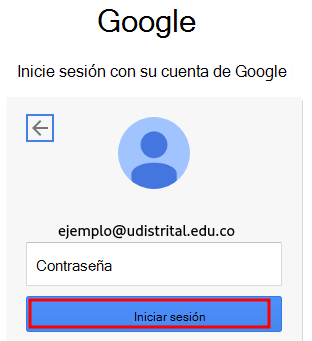 Google
Inicie sesión con su cuenta de Google
ejemplo@udistrital.edu.co
Contraseña
Iniciar sesión